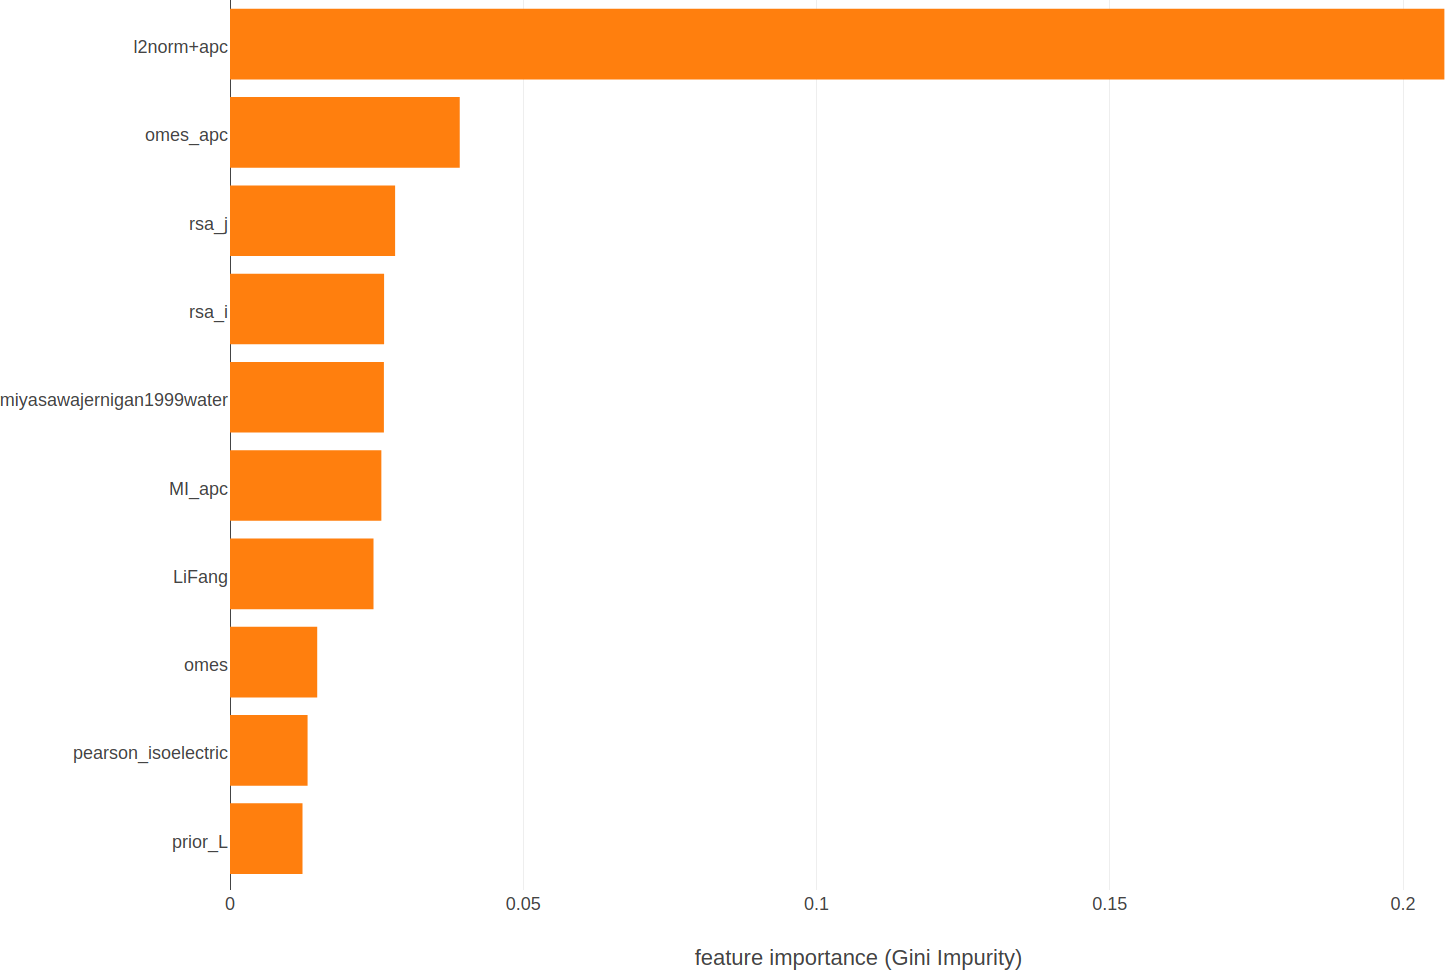 l2norm+apc
omes_apc
rsa_j
rsa_i
miyasawajernigan1999water
MI_apc
LiFang
omes
pearson_isoelectric
prior_L
0 0.05 0.1 0.15 0.2
feature importance (Gini Impurity)